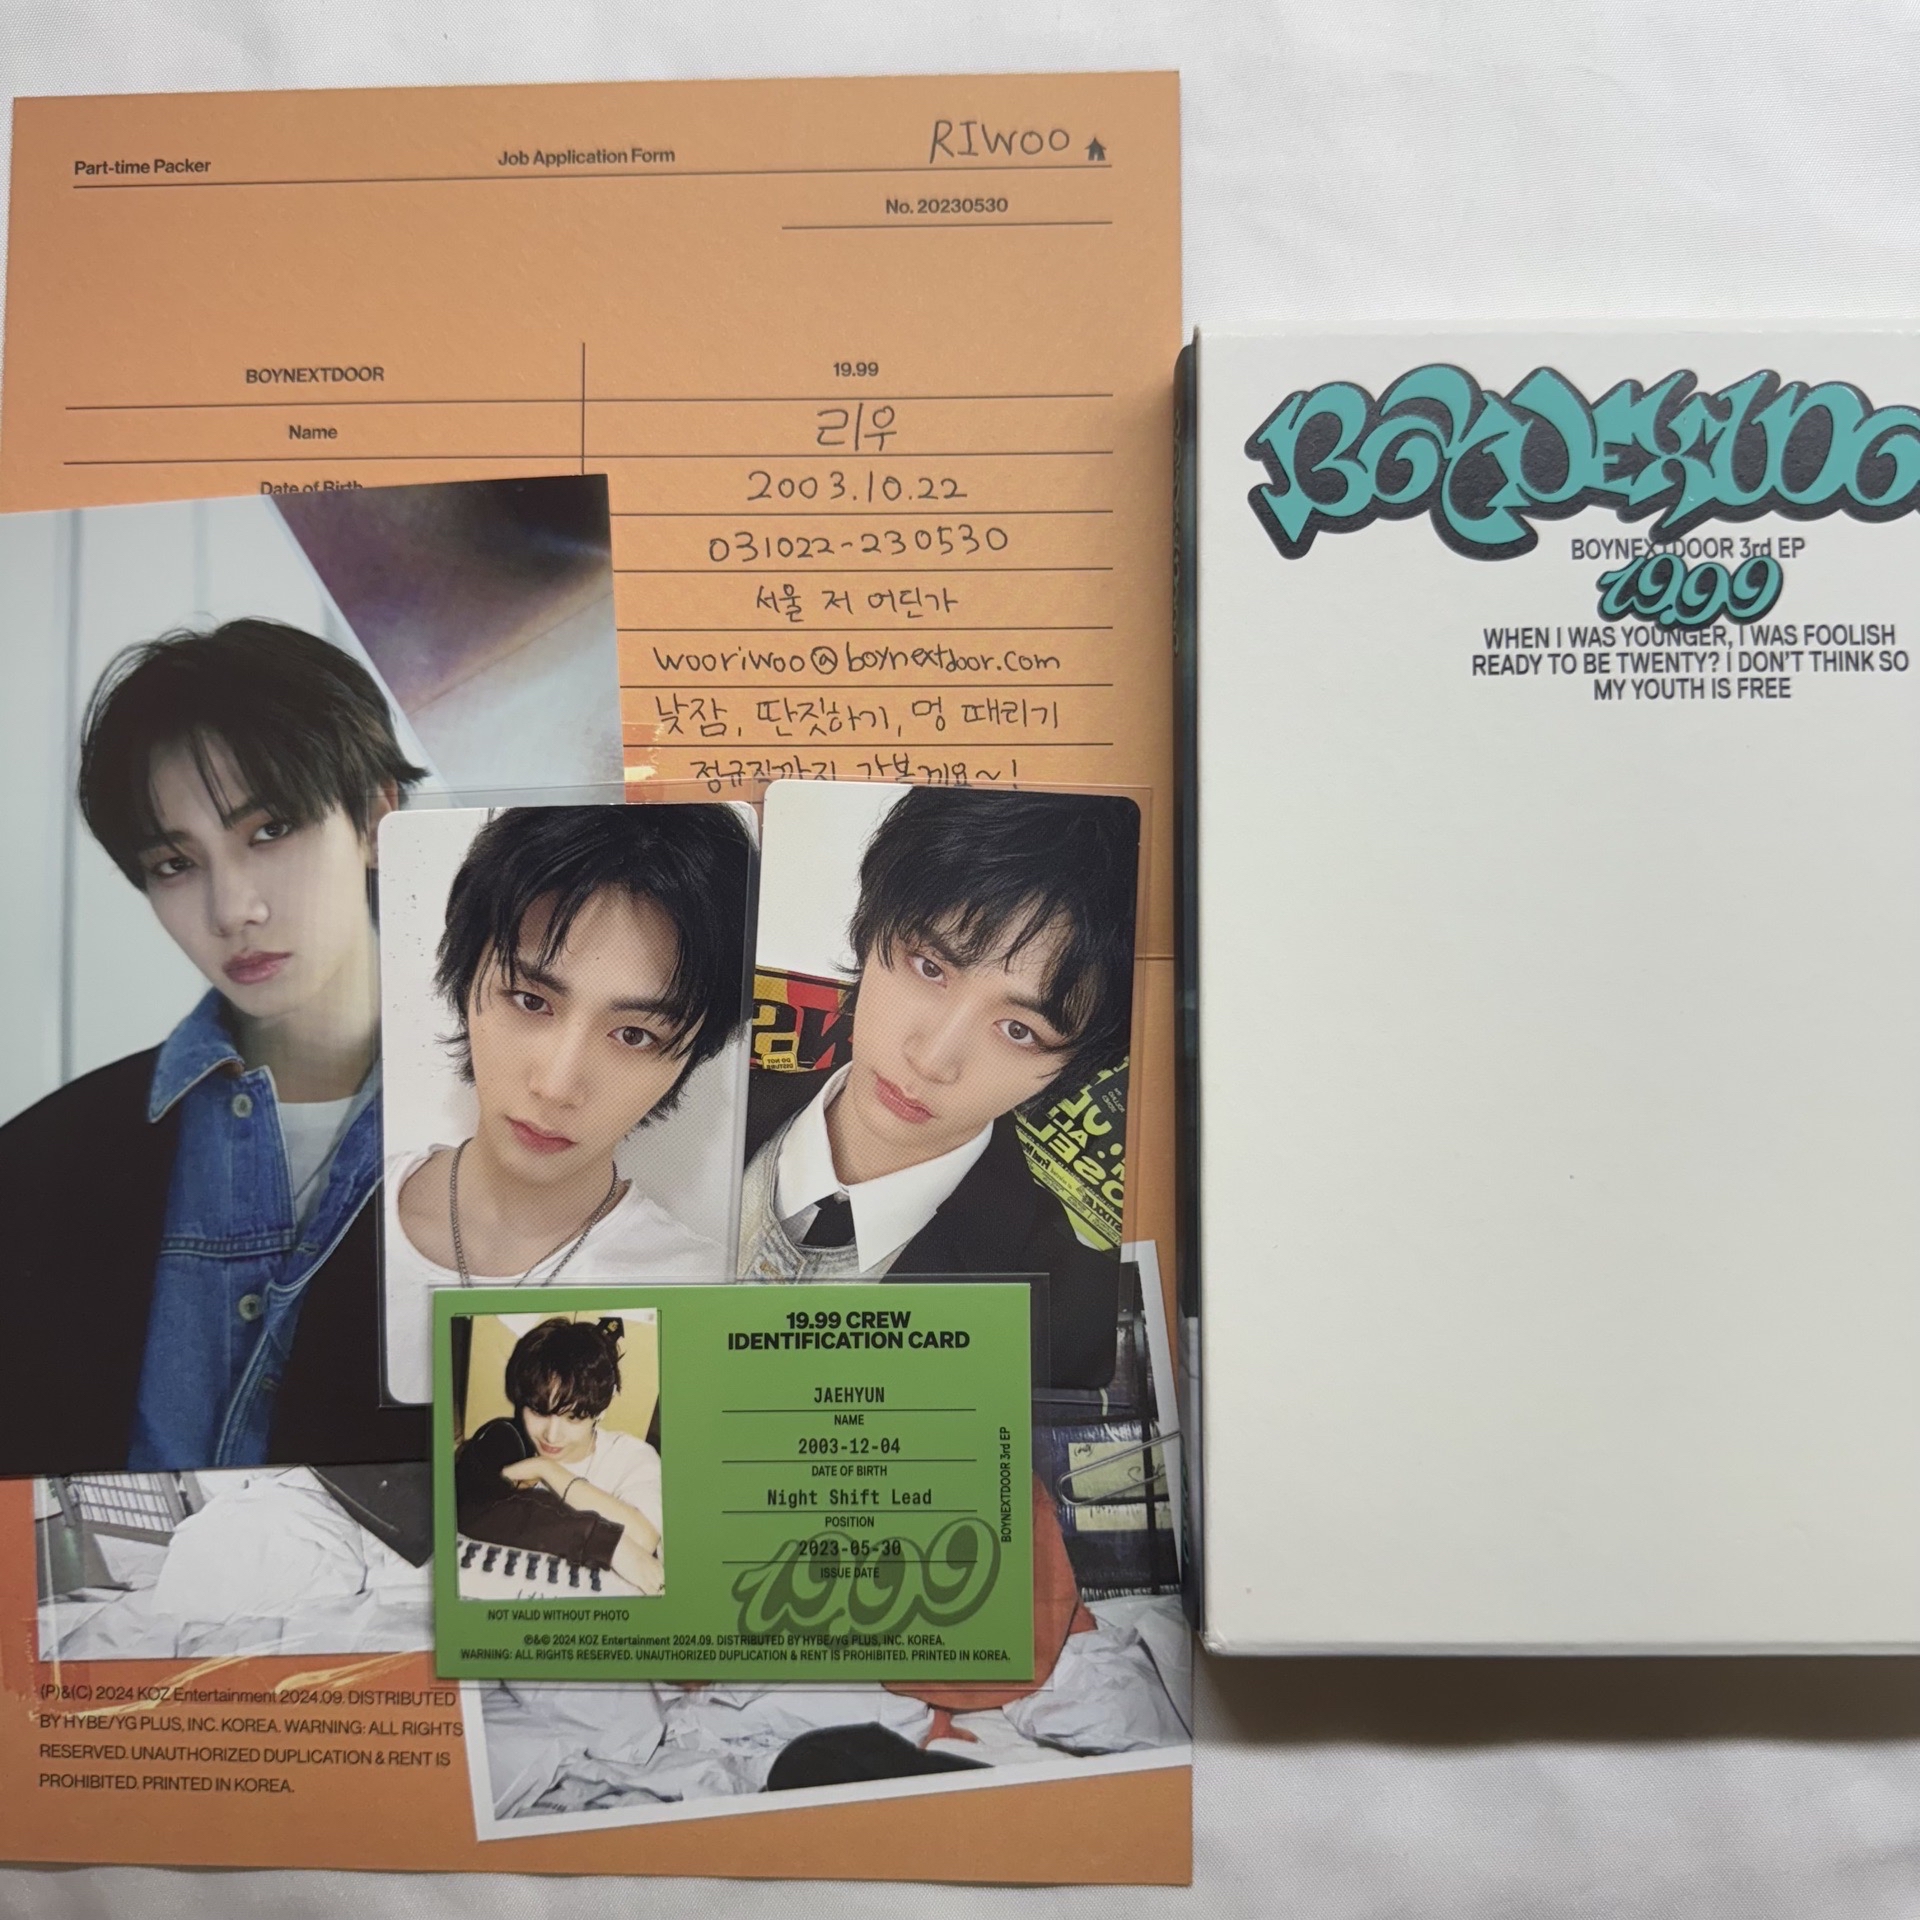 Part-time Packer
Job Application Form
RIWOO
No. 20230530
BOYNEXTDOOR
19.99
Name
리우
Date of Birth
2003.10.22
031022-230530
서울 저 어딘가
wooriwoo@boynextdoor.com
낮잠, 딴짓하기, 멍 때리기
정규직까지 가볼게요~!
DO NOT
DISTURB
19.99 CREW
IDENTIFICATION CARD
JAEHYUN
NAME
2003-12-04
DATE OF BIRTH
Night Shift Lead
POSITION
2023-05-30
ISSUE DATE
19.99
BOYNEXTDOOR 3rd EP
NOT VALID WITHOUT PHOTO
℗&© 2024 KOZ Entertainment 2024.09. DISTRIBUTED BY HYBE/YG PLUS, INC. KOREA.
WARNING: ALL RIGHTS RESERVED. UNAUTHORIZED DUPLICATION & RENT IS PROHIBITED. PRINTED IN KOREA.
(P)&(C) 2024 KOZ Entertainment 2024.09. DISTRIBUTED
BY HYBE/YG PLUS, INC. KOREA. WARNING: ALL RIGHTS
RESERVED. UNAUTHORIZED DUPLICATION & RENT IS
PROHIBITED. PRINTED IN KOREA.
BOYNEXTDOO
BOYNEXTDOOR 3rd EP
19.99
WHEN I WAS YOUNGER, I WAS FOOLISH
READY TO BE TWENTY? I DON'T THINK SO
MY YOUTH IS FREE